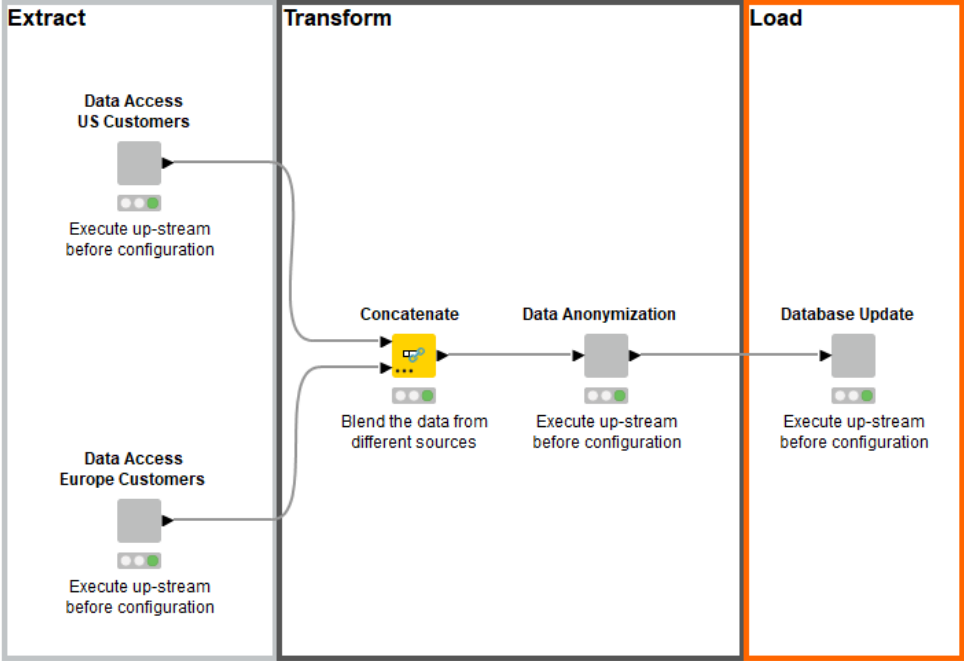 Extract
Transform
Load
Data Access
US Customers
Execute up-stream
before configuration
Concatenate
Blend the data from
different sources
Data Anonymization
Execute up-stream
before configuration
Database Update
Execute up-stream
before configuration
Data Access
Europe Customers
Execute up-stream
before configuration